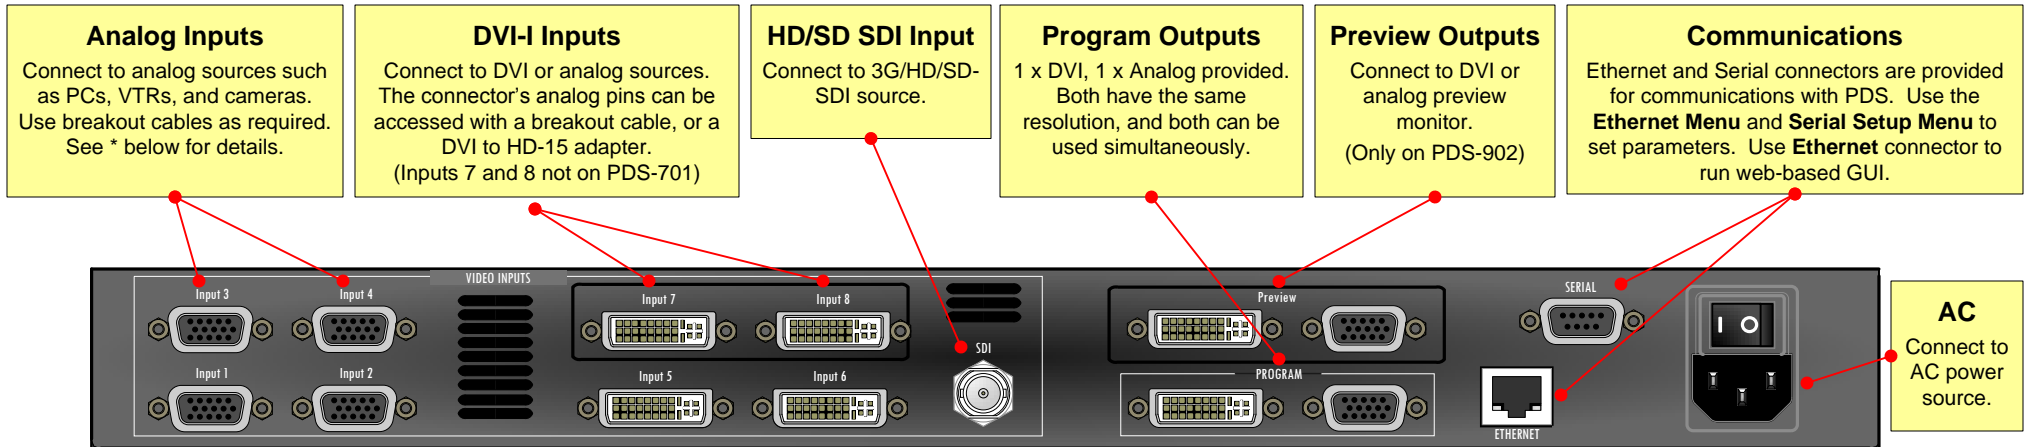 Analog Inputs
Connect to analog sources such
as PCs, VTRs, and cameras.
Use breakout cables as required.
See * below for details.
DVI-I Inputs
Connect to DVI or analog sources.
The connector's analog pins can be
accessed with a breakout cable, or a
DVI to HD-15 adapter.
(Inputs 7 and 8 not on PDS-701)
HD/SD SDI Input
Connect to 3G/HD/SD-
SDI source.
Program Outputs
1 x DVI, 1 x Analog provided.
Both have the same
resolution, and both can be
used simultaneously.
Preview Outputs
Connect to DVI or
analog preview
monitor.
(Only on PDS-902)
Communications
Ethernet and Serial connectors are provided
for communications with PDS. Use the
Ethernet Menu and Serial Setup Menu to
set parameters. Use Ethernet connector to
run web-based GUI.
VIDEO INPUTS
Input 3
Input 4
Input 7
Input 8
Preview
SERIAL
SDI
Input 1
Input 2
Input 5
Input 6
PROGRAM
ETHERNET
AC
Connect to
AC power
source.